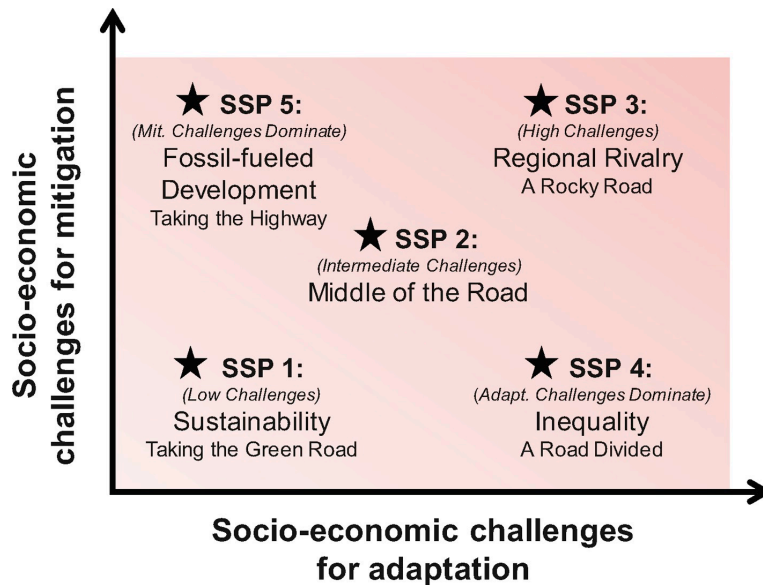 Socio-economic
challenges for mitigation
SSP 5:
(Mit. Challenges Dominate)
Fossil-fueled
Development
Taking the Highway
SSP 3:
(High Challenges)
Regional Rivalry
A Rocky Road
SSP 2:
(Intermediate Challenges)
Middle of the Road
SSP 1:
(Low Challenges)
Sustainability
Taking the Green Road
SSP 4:
(Adapt. Challenges Dominate)
Inequality
A Road Divided
Socio-economic challenges
for adaptation